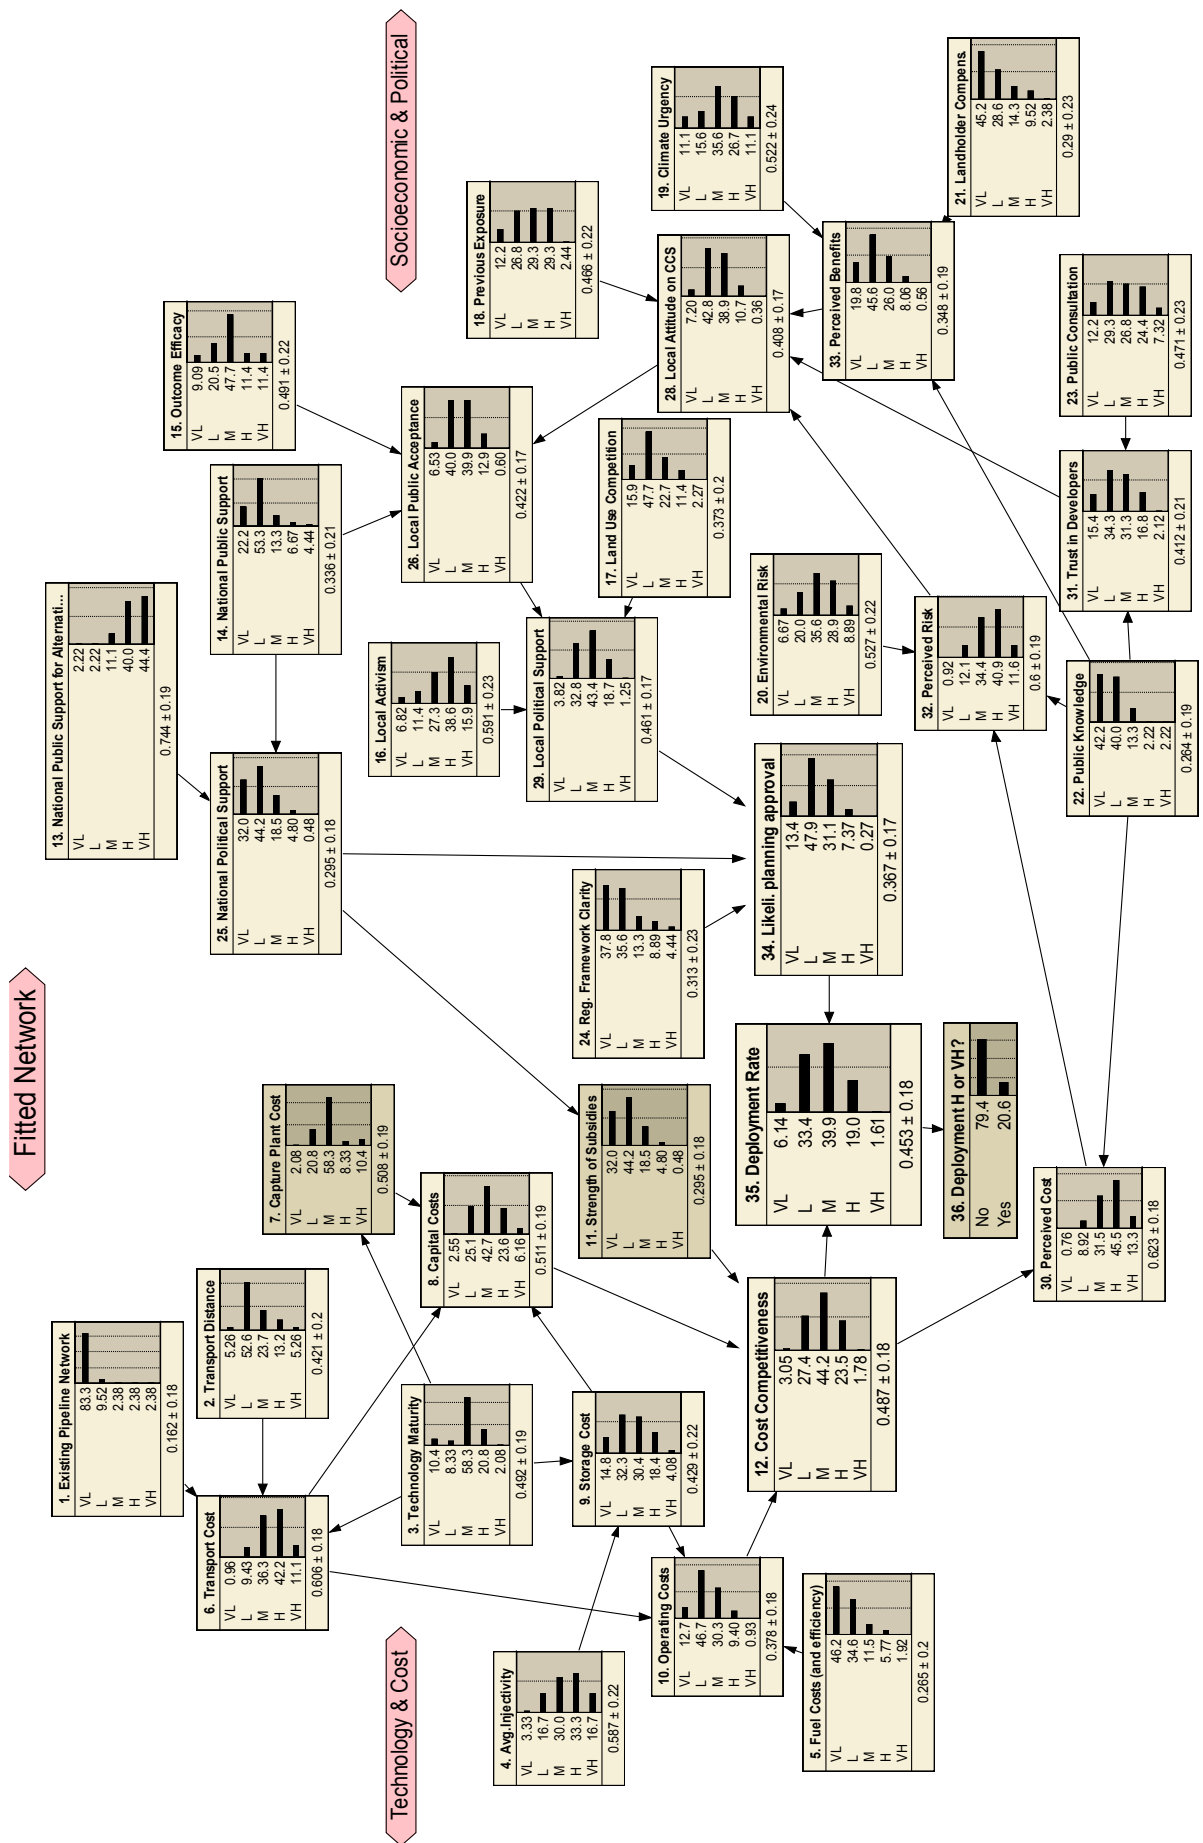 Fitted Network
Technology & Cost
Socioeconomic & Political
1. Existing Pipeline Network
VL 83.3
L 9.52
M 2.38
H 2.38
VH 2.38
0.162 ± 0.18
2. Transport Distance
VL 5.26
L 52.6
M 23.7
H 13.2
VH 5.26
0.421 ± 0.2
3. Technology Maturity
VL 10.4
L 8.33
M 58.3
H 20.8
VH 2.08
0.492 ± 0.19
4. Avg.Injectivity
VL 3.33
L 16.7
M 30.0
H 33.3
VH 16.7
0.587 ± 0.22
5. Fuel Costs (and efficiency)
VL 46.2
L 34.6
M 11.5
H 5.77
VH 1.92
0.265 ± 0.2
6. Transport Cost
VL 0.96
L 9.43
M 36.3
H 42.2
VH 11.1
0.606 ± 0.18
7. Capture Plant Cost
VL 2.08
L 20.8
M 58.3
H 8.33
VH 10.4
0.508 ± 0.19
8. Capital Costs
VL 2.55
L 25.1
M 42.7
H 23.6
VH 6.16
0.511 ± 0.19
9. Storage Cost
VL 14.8
L 32.3
M 30.4
H 18.4
VH 4.08
0.429 ± 0.22
10. Operating Costs
VL 12.7
L 46.7
M 30.3
H 9.40
VH 0.93
0.378 ± 0.18
11. Strength of Subsidies
VL 32.0
L 44.2
M 18.5
H 4.80
VH 0.48
0.295 ± 0.18
12. Cost Competitiveness
VL 3.05
L 27.4
M 44.2
H 23.5
VH 1.78
0.487 ± 0.18
13. National Public Support for Alternati...
VL 2.22
L 2.22
M 11.1
H 40.0
VH 44.4
0.744 ± 0.19
14. National Public Support
VL 22.2
L 53.3
M 13.3
H 6.67
VH 4.44
0.336 ± 0.21
15. Outcome Efficacy
VL 9.09
L 20.5
M 47.7
H 11.4
VH 11.4
0.491 ± 0.22
16. Local Activism
VL 6.82
L 11.4
M 27.3
H 38.6
VH 15.9
0.591 ± 0.23
17. Land Use Competition
VL 15.9
L 47.7
M 22.7
H 11.4
VH 2.27
0.373 ± 0.2
18. Previous Exposure
VL 12.2
L 26.8
M 29.3
H 29.3
VH 2.44
0.466 ± 0.22
19. Climate Urgency
VL 11.1
L 15.6
M 35.6
H 26.7
VH 11.1
0.522 ± 0.24
20. Environmental Risk
VL 6.67
L 20.0
M 35.6
H 28.9
VH 8.89
0.527 ± 0.22
21. Landholder Compens.
VL 45.2
L 28.6
M 14.3
H 9.52
VH 2.38
0.29 ± 0.23
22. Public Knowledge
VL 42.2
L 40.0
M 13.3
H 2.22
VH 2.22
0.264 ± 0.19
23. Public Consultation
VL 12.2
L 29.3
M 26.8
H 24.4
VH 7.32
0.471 ± 0.23
24. Reg. Framework Clarity
VL 37.8
L 35.6
M 13.3
H 8.89
VH 4.44
0.313 ± 0.23
25. National Political Support
VL 32.0
L 44.2
M 18.5
H 4.80
VH 0.48
0.295 ± 0.18
26. Local Public Acceptance
VL 6.53
L 40.0
M 39.9
H 12.9
VH 0.60
0.422 ± 0.17
28. Local Attitude on CCS
VL 7.20
L 42.8
M 38.9
H 10.7
VH 0.36
0.408 ± 0.17
29. Local Political Support
VL 3.82
L 32.8
M 43.4
H 18.7
VH 1.25
0.461 ± 0.17
30. Perceived Cost
VL 0.76
L 8.92
M 31.5
H 45.5
VH 13.3
0.623 ± 0.18
31. Trust in Developers
VL 15.4
L 34.3
M 31.3
H 16.8
VH 2.12
0.412 ± 0.21
32. Perceived Risk
VL 0.92
L 12.1
M 34.4
H 40.9
VH 11.6
0.6 ± 0.19
33. Perceived Benefits
VL 19.8
L 45.6
M 26.0
H 8.06
VH 0.56
0.348 ± 0.19
34. Likeli. planning approval
VL 13.4
L 47.9
M 31.1
H 7.37
VH 0.27
0.367 ± 0.17
35. Deployment Rate
VL 6.14
L 33.4
M 39.9
H 19.0
VH 1.61
0.453 ± 0.18
36. Deployment H or VH?
No 79.4
Yes 20.6